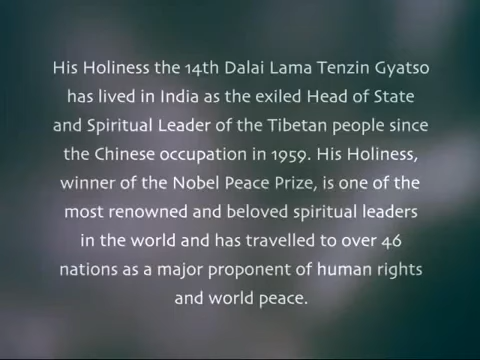 His Holiness the 14th Dalai Lama Tenzin Gyatso
has lived in India as the exiled Head of State
and Spiritual Leader of the Tibetan people since
the Chinese occupation in 1959. His Holiness,
winner of the Nobel Peace Prize, is one of the
most renowned and beloved spiritual leaders
in the world and has travelled to over 46
nations as a major proponent of human rights
and world peace.